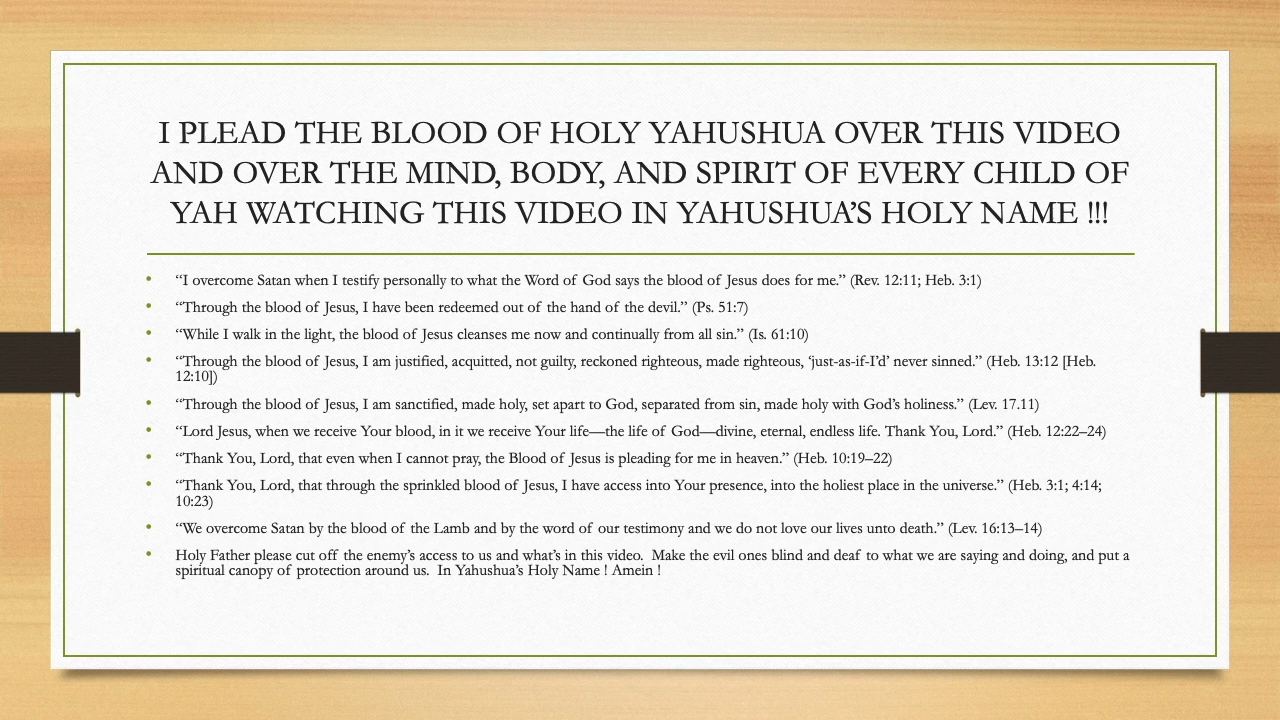 I PLEAD THE BLOOD OF HOLY YAHUSHUA OVER THIS VIDEO
AND OVER THE MIND, BODY, AND SPIRIT OF EVERY CHILD OF
YAH WATCHING THIS VIDEO IN YAHUSHUA’S HOLY NAME !!!
• “I overcome Satan when I testify personally to what the Word of God says the blood of Jesus does for me.” (Rev. 12:11; Heb. 3:1)
• “Through the blood of Jesus, I have been redeemed out of the hand of the devil.” (Ps. 51:7)
• “While I walk in the light, the blood of Jesus cleanses me now and continually from all sin.” (Is. 61:10)
• “Through the blood of Jesus, I am justified, acquitted, not guilty, reckoned righteous, made righteous, ‘just-as-if-I’d’ never sinned.” (Heb. 13:12 [Heb.
12:10])
• “Through the blood of Jesus, I am sanctified, made holy, set apart to God, separated from sin, made holy with God’s holiness.” (Lev. 17.11)
• “Lord Jesus, when we receive Your blood, in it we receive Your life—the life of God—divine, eternal, endless life. Thank You, Lord.” (Heb. 12:22–24)
• “Thank You, Lord, that even when I cannot pray, the Blood of Jesus is pleading for me in heaven.” (Heb. 10:19–22)
• “Thank You, Lord, that through the sprinkled blood of Jesus, I have access into Your presence, into the holiest place in the universe.” (Heb. 3:1; 4:14;
10:23)
• “We overcome Satan by the blood of the Lamb and by the word of our testimony and we do not love our lives unto death.” (Lev. 16:13–14)
• Holy Father please cut off the enemy’s access to us and what’s in this video. Make the evil ones blind and deaf to what we are saying and doing, and put a
spiritual canopy of protection around us. In Yahushua’s Holy Name ! Amein !